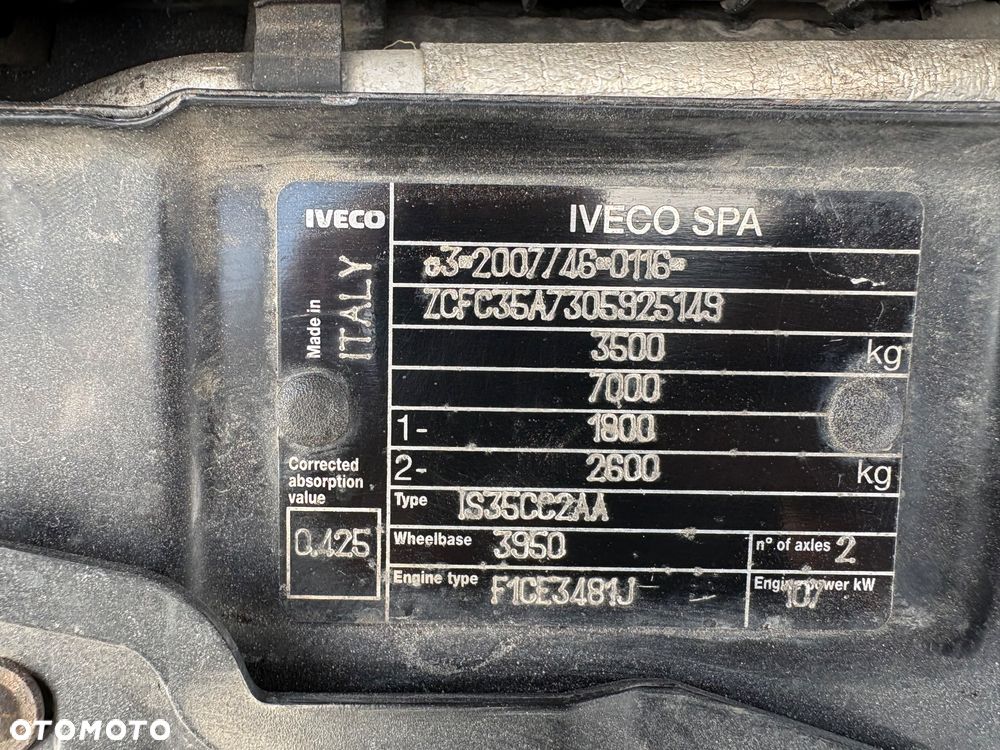 IVECO
IVECO SPA
e3*2007/46*0116*
ZCFC35A7305925149
Made in
ITALY
3500 kg
7000
1- 1800
2- 2600 kg
Corrected
absorption
value
0.425
Type IS35CC2AA
Wheelbase 3950 n° of axles 2
Engine type F1CE3481J Engine power kW 107
OTOMOTO